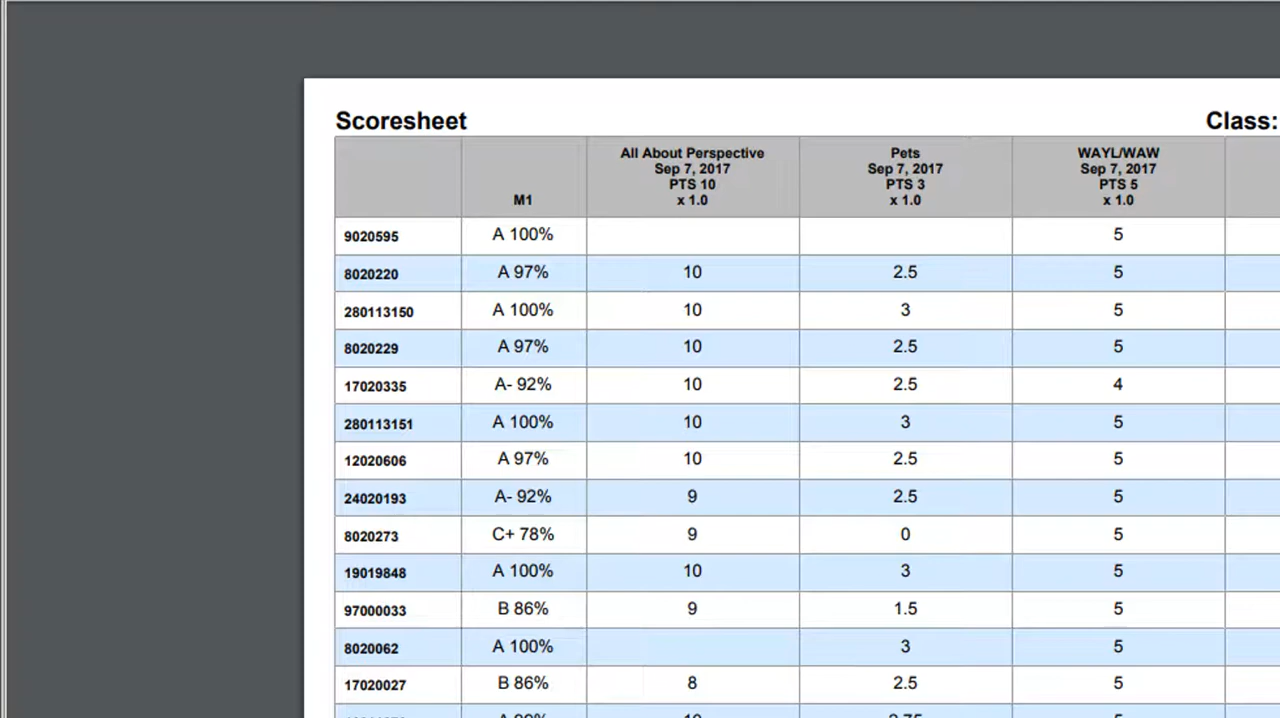 Scoresheet Class:
All About Perspective Pets WAYL/WAW
Sep 7, 2017 Sep 7, 2017 Sep 7, 2017
PTS 10 PTS 3 PTS 5
M1 x 1.0 x 1.0 x 1.0
9020595 A 100% 5
8020220 A 97% 10 2.5 5
280113150 A 100% 10 3 5
8020229 A 97% 10 2.5 5
17020335 A- 92% 10 2.5 4
280113151 A 100% 10 3 5
12020606 A 97% 10 2.5 5
24020193 A- 92% 9 2.5 5
8020273 C+ 78% 9 0 5
19019848 A 100% 10 3 5
97000033 B 86% 9 1.5 5
8020062 A 100% 3 5
17020027 B 86% 8 2.5 5